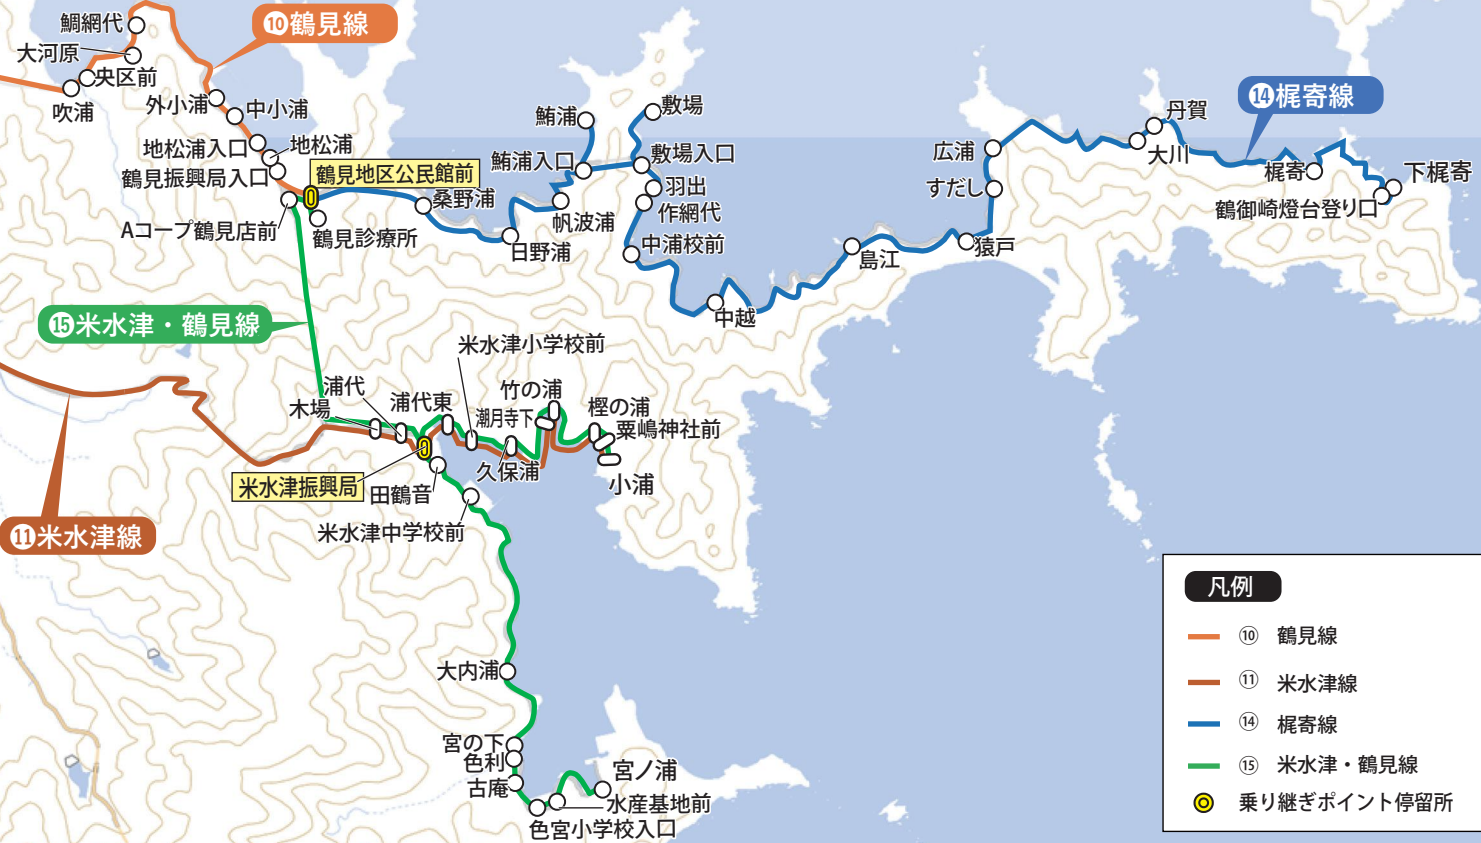 鯛網代
⑩鶴見線
大河原
央区前
吹浦
外小浦
中小浦
地松浦入口
地松浦
鶴見振興局入口
鶴見地区公民館前
Aコープ鶴見店前
鶴見診療所
桑野浦
日野浦
帆波浦
鮪浦
鮪浦入口
敷場
敷場入口
羽出
作網代
中浦校前
中越
島江
猿戸
すだし
広浦
大川
丹賀
⑭梶寄線
梶寄
下梶寄
鶴御崎燈台登り口
⑮米水津・鶴見線
米水津小学校前
浦代
木場
浦代東
竹の浦
潮月寺下
樫の浦
粟嶋神社前
久保浦
小浦
米水津振興局
田鶴音
米水津中学校前
⑪米水津線
大内浦
宮の下
色利
古庵
宮ノ浦
水産基地前
色宮小学校入口
凡例
⑩ 鶴見線
⑪ 米水津線
⑭ 梶寄線
⑮ 米水津・鶴見線
乗り継ぎポイント停留所